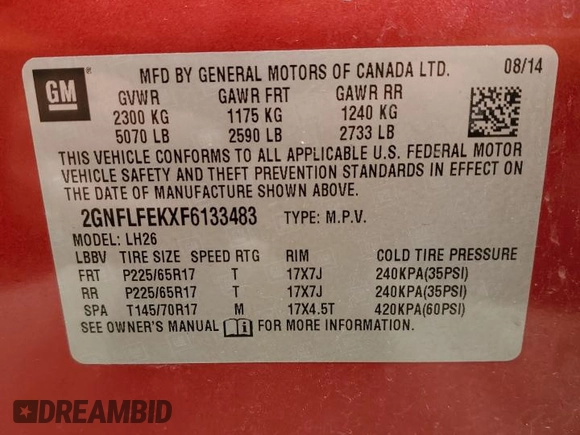 GM ®
MFD BY GENERAL MOTORS OF CANADA LTD. 08/14
GVWR GAWR FRT GAWR RR
2300 KG 1175 KG 1240 KG
5070 LB 2590 LB 2733 LB
THIS VEHICLE CONFORMS TO ALL APPLICABLE U.S. FEDERAL MOTOR
VEHICLE SAFETY AND THEFT PREVENTION STANDARDS IN EFFECT ON
THE DATE OF MANUFACTURE SHOWN ABOVE.
2GNFLFEKXF6133483 TYPE: M.P.V.
MODEL: LH26
LBBV TIRE SIZE SPEED RTG RIM COLD TIRE PRESSURE
FRT P225/65R17 T 17X7J 240KPA(35PSI)
RR P225/65R17 T 17X7J 240KPA(35PSI)
SPA T145/70R17 M 17X4.5T 420KPA(60PSI)
SEE OWNER'S MANUAL FOR MORE INFORMATION.
DREAMBID